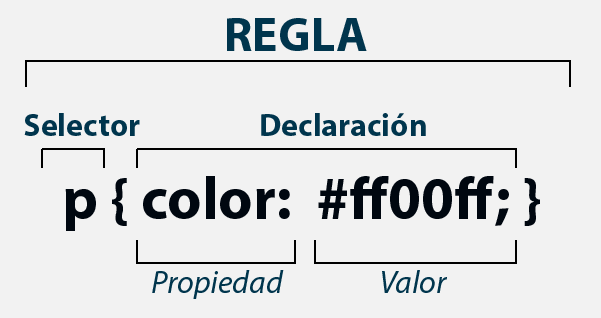 REGLA
Selector Declaración
p { color: #ff00ff; }
Propiedad Valor